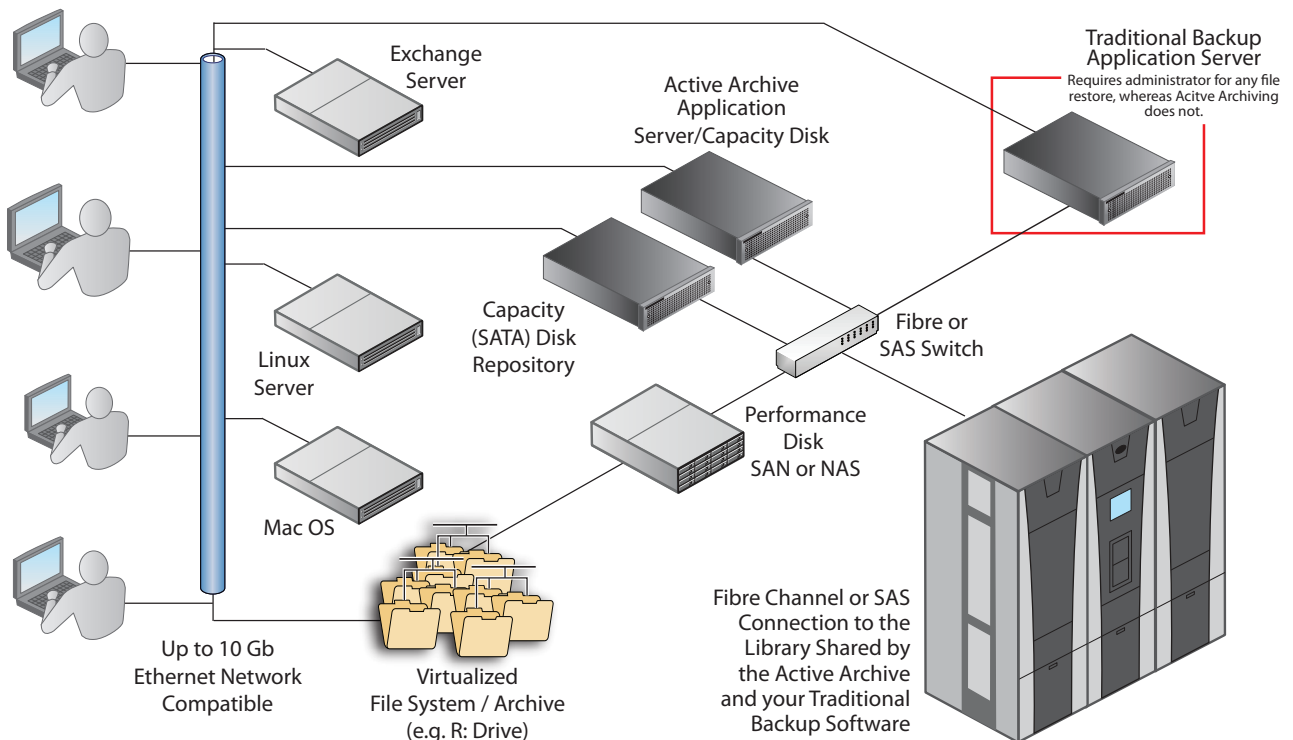 Exchange
Server
Active Archive
Application
Server/Capacity Disk
Traditional Backup
Application Server
Requires administrator for any file
restore, whereas Acitve Archiving
does not.
Capacity
(SATA) Disk
Repository
Fibre or
SAS Switch
Linux
Server
Performance
Disk
SAN or NAS
Mac OS
Up to 10 Gb
Ethernet Network
Compatible
Virtualized
File System / Archive
(e.g. R: Drive)
Fibre Channel or SAS
Connection to the
Library Shared by
the Active Archive
and your Traditional
Backup Software